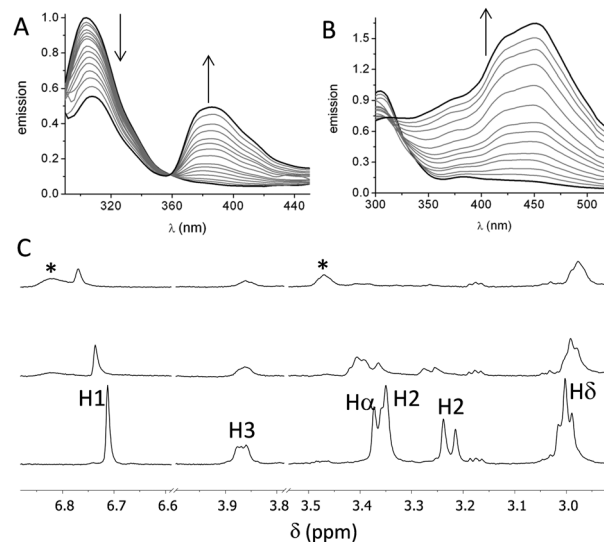 A
1.0
0.8
0.6
0.4
0.2
0.0
emission
320
360
400
440
λ (nm)
B
1.5
1.2
0.9
0.6
0.3
0.0
emission
300
350
400
450
500
λ (nm)
C
*
*
H1
H3
Hα
H2
H2
Hδ
6.8
6.7
6.6
4.0
3.9
3.8
3.5
3.4
3.3
3.2
3.1
3.0
δ (ppm)